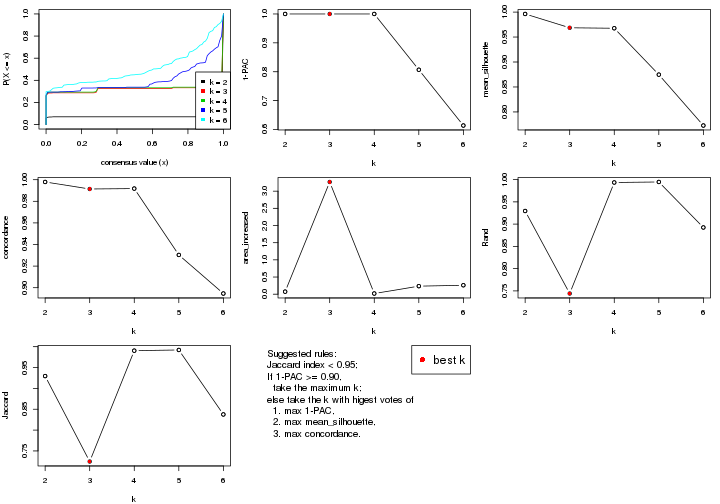 P(X <= x)
0.0 0.2 0.4 0.6 0.8 1.0
k = 2
k = 3
k = 4
k = 5
k = 6
0.0 0.2 0.4 0.6 0.8 1.0
consensus value (x)
1-PAC
0.6 0.7 0.8 0.9 1.0
2 3 4 5 6
k
mean_silhouette
0.80 0.85 0.90 0.95 1.00
2 3 4 5 6
k
concordance
0.90 0.92 0.94 0.96 0.98 1.00
2 3 4 5 6
k
area_increased
0.0 0.5 1.0 1.5 2.0 2.5 3.0
2 3 4 5 6
k
Rand
0.75 0.80 0.85 0.90 0.95 1.00
2 3 4 5 6
k
Jaccard
0.75 0.85 0.95
2 3 4 5 6
k
Suggested rules:
Jaccard index < 0.95;
If 1-PAC >= 0.90,
take the maximum k;
else take the k with higest votes of
1. max 1-PAC,
2. max mean_silhouette,
3. max concordance.
best k